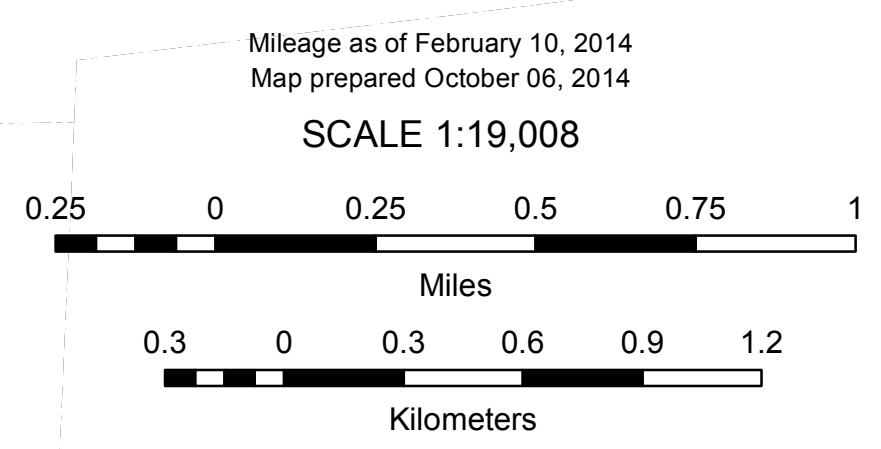 Mileage as of February 10, 2014
Map prepared October 06, 2014
SCALE 1:19,008
0.25 0 0.25 0.5 0.75 1
Miles
0.3 0 0.3 0.6 0.9 1.2
Kilometers